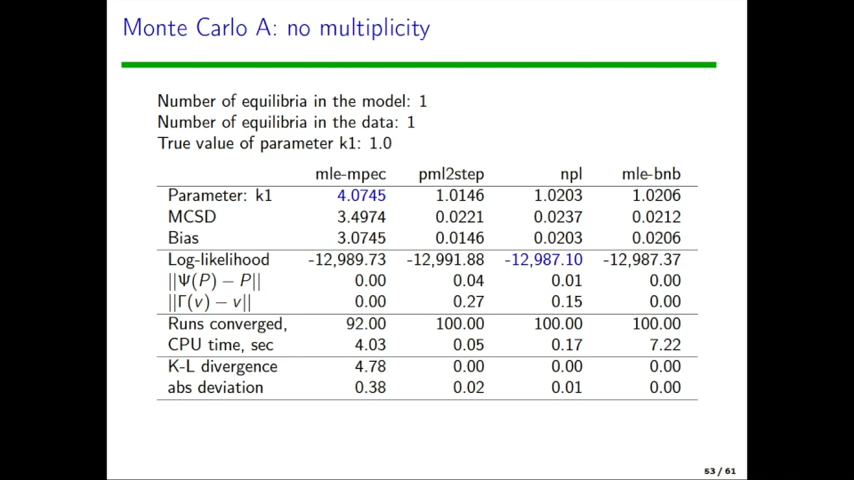 Monte Carlo A: no multiplicity
Number of equilibria in the model: 1
Number of equilibria in the data: 1
True value of parameter k1: 1.0
mle-mpec pml2step npl mle-bnb
Parameter: k1 4.0745 1.0146 1.0203 1.0206
MCSD 3.4974 0.0221 0.0237 0.0212
Bias 3.0745 0.0146 0.0203 0.0206
Log-likelihood -12,989.73 -12,991.88 -12,987.10 -12,987.37
||Ψ(P) − P|| 0.00 0.04 0.01 0.00
||Γ(v) − v|| 0.00 0.27 0.15 0.00
Runs converged, 92.00 100.00 100.00 100.00
CPU time, sec 4.03 0.05 0.17 7.22
K-L divergence 4.78 0.00 0.00 0.00
abs deviation 0.38 0.02 0.01 0.00
53 / 61